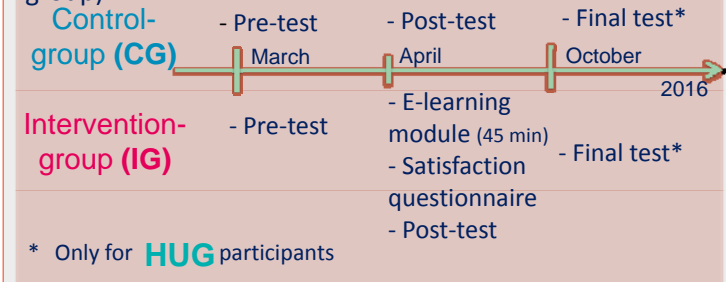 group)
Control-
group (CG)
- Pre-test
- Post-test
- Final test*
March
April
October
2016
Intervention-
group (IG)
- Pre-test
- E-learning
module (45 min)
- Satisfaction
questionnaire
- Post-test
- Final test*
* Only for HUG participants